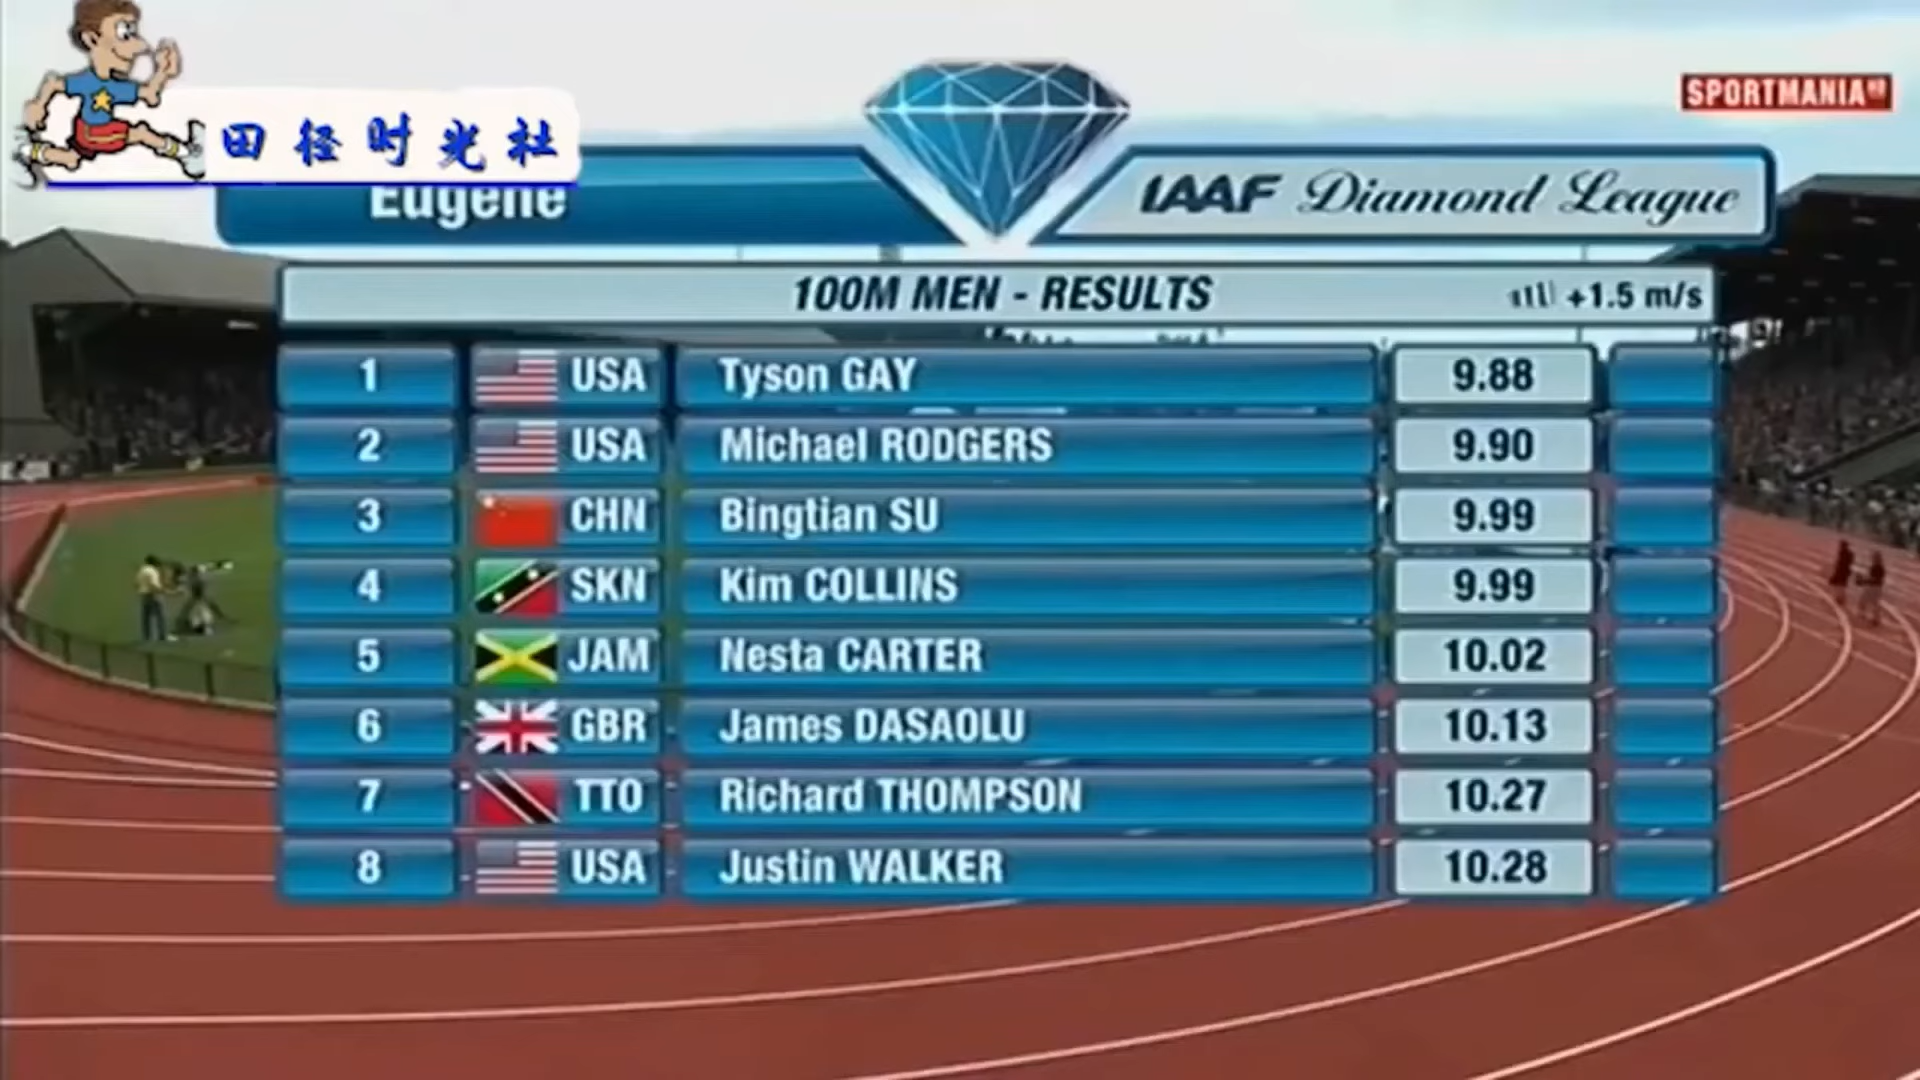 田径时光社
SPORTMANIA HD
Eugene
IAAF Diamond League
100M MEN - RESULTS +1.5 m/s
1 USA Tyson GAY 9.88
2 USA Michael RODGERS 9.90
3 CHN Bingtian SU 9.99
4 SKN Kim COLLINS 9.99
5 JAM Nesta CARTER 10.02
6 GBR James DASAOLU 10.13
7 TTO Richard THOMPSON 10.27
8 USA Justin WALKER 10.28